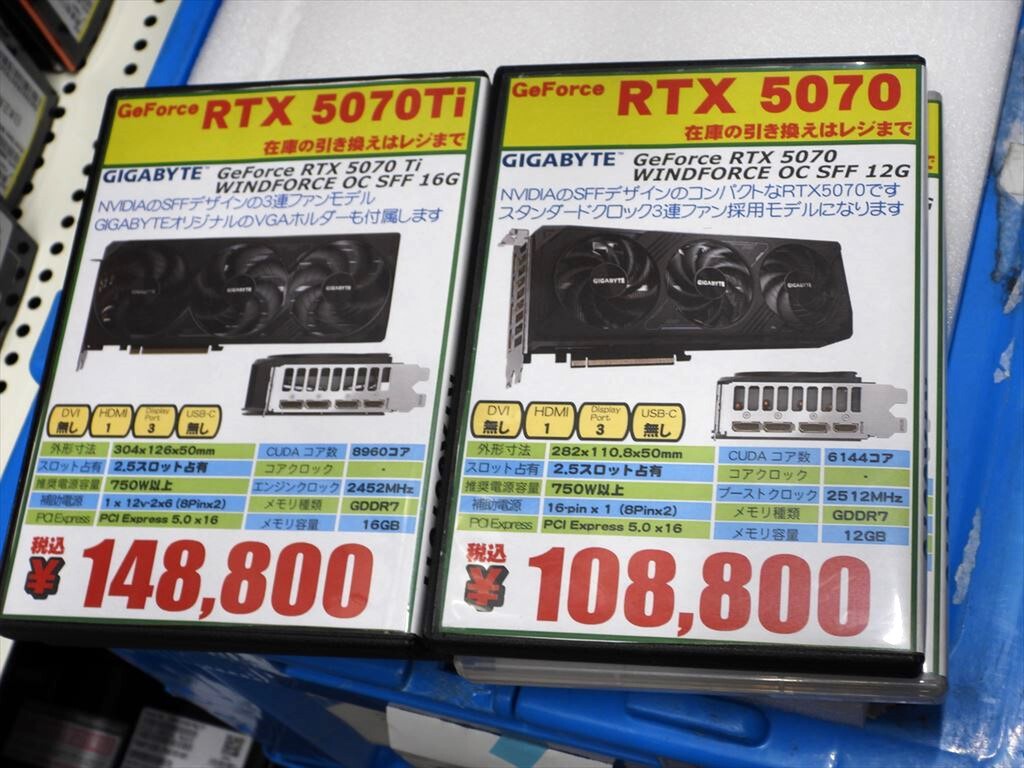 GeForce RTX 5070Ti
在庫の引き換えはレジまで
GIGABYTE™ GeForce RTX 5070 Ti
WINDFORCE OC SFF 16G
NVIDIAのSFFデザインの3連ファンモデル
GIGABYTEオリジナルのVGAホルダーも付属します
GIGABYTE GIGABYTE GIGABYTE
DVI 無し
HDMI 1
Display Port 3
USB-C 無し
外形寸法 304x126x50mm CUDA コア数 8960コア
スロット占有 2,5スロット占有 コアクロック -
推奨電源容量 750W以上 エンジンクロック 2452MHz
補助電源 1 x 12v-2x6 (8Pinx2) メモリ種類 GDDR7
PCI Express PCI Express 5,0 x16 メモリ容量 16GB
税込
¥148,800
GeForce RTX 5070
在庫の引き換えはレジまで
GIGABYTE™ GeForce RTX 5070
WINDFORCE OC SFF 12G
NVIDIAのSFFデザインのコンパクトなRTX5070です
スタンダードクロック3連ファン採用モデルになります
GIGABYTE GIGABYTE GIGABYTE
DVI 無し
HDMI 1
Display Port 3
USB-C 無し
外形寸法 282x110,8x50mm CUDA コア数 6144コア
スロット占有 2,5スロット占有 コアクロック -
推奨電源容量 750W以上 ブーストクロック 2512MHz
補助電源 16-pin x 1 (8Pinx2) メモリ種類 GDDR7
PCI Express PCI Express 5,0 x16 メモリ容量 12GB
税込
¥108,800